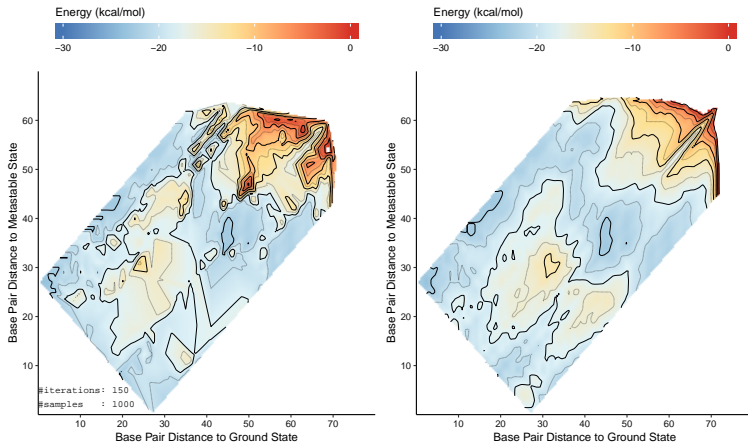 Energy (kcal/mol)
−30 −20 −10 0
Base Pair Distance to Metastable State
60
50
40
30
20
10
#iterations: 150
#samples : 1000
10 20 30 40 50 60 70
Base Pair Distance to Ground State
Energy (kcal/mol)
−30 −20 −10 0
Base Pair Distance to Metastable State
60
50
40
30
20
10
10 20 30 40 50 60 70
Base Pair Distance to Ground State